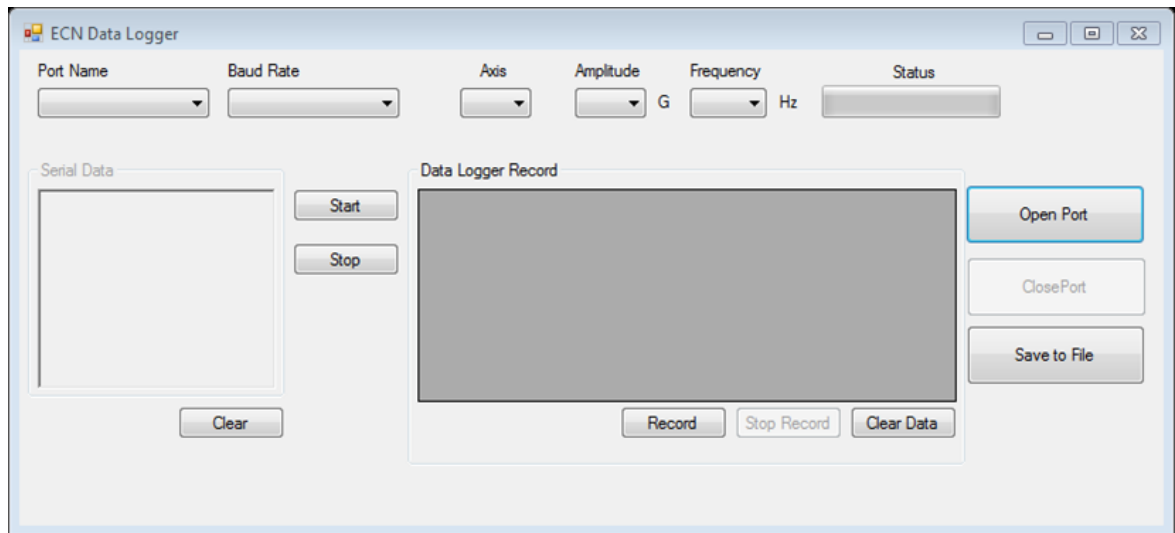 ECN Data Logger
Port Name
Baud Rate
Axis
Amplitude
Frequency
Status
G
Hz
Serial Data
Start
Stop
Clear
Data Logger Record
Record
Stop Record
Clear Data
Open Port
ClosePort
Save to File